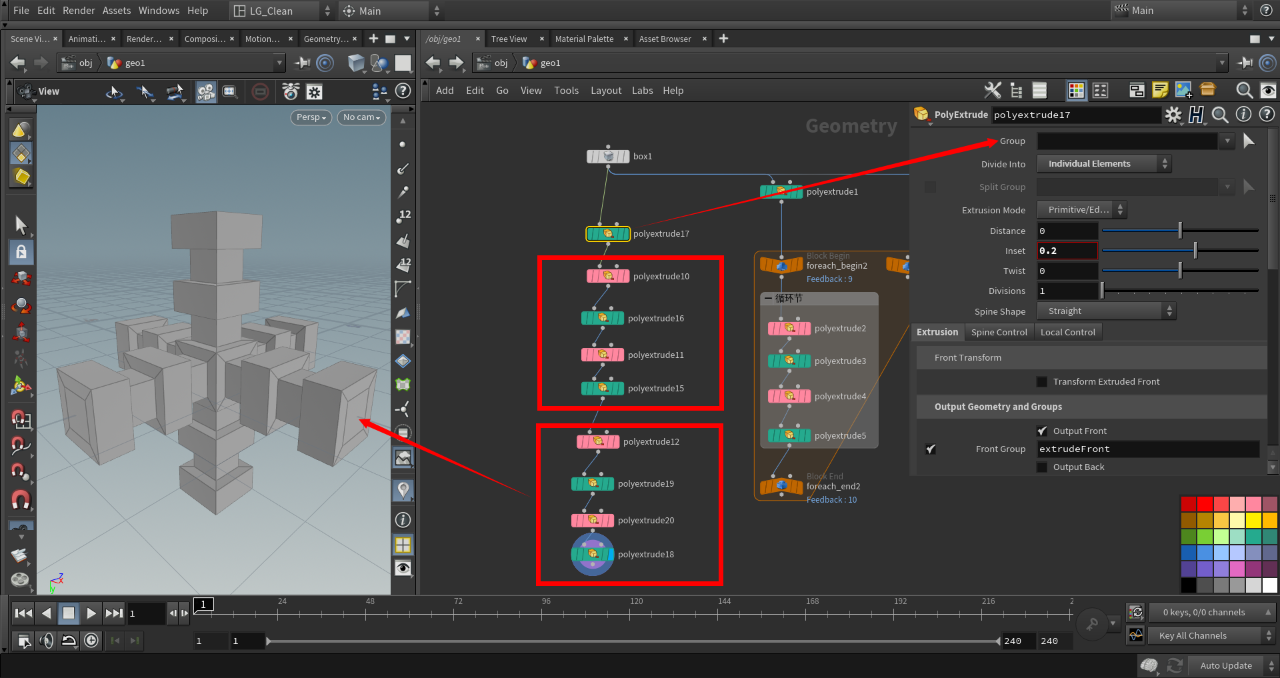 File Edit Render Assets Windows Help LG_Clean Main Main
Scene Vi... Animati... Render... Composi... Motion... Geometry... /obj/geo1 Tree View Material Palette Asset Browser
obj geo1 obj geo1
View Add Edit Go View Tools Layout Labs Help
Persp No cam
Geometry
PolyExtrude polyextrude17
Group
Divide Into Individual Elements
Split Group
Extrusion Mode Primitive/Ed...
Distance 0
Inset 0.2
Twist 0
Divisions 1
Spine Shape Straight
Extrusion Spine Control Local Control
Front Transform
Transform Extruded Front
Output Geometry and Groups
Output Front
Front Group extrudeFront
Output Back
box1
polyextrude17
polyextrude10
polyextrude16
polyextrude11
polyextrude15
polyextrude12
polyextrude19
polyextrude20
polyextrude18
polyextrude1
Block Begin
foreach_begin2
Feedback : 9
循环节
polyextrude2
polyextrude3
polyextrude4
polyextrude5
Block End
foreach_end2
Feedback : 10
12
12
1 1 24 48 72 96 120 144 168 192 216 2
1 1 240 240
0 keys, 0/0 channels
Key All Channels
Auto Update